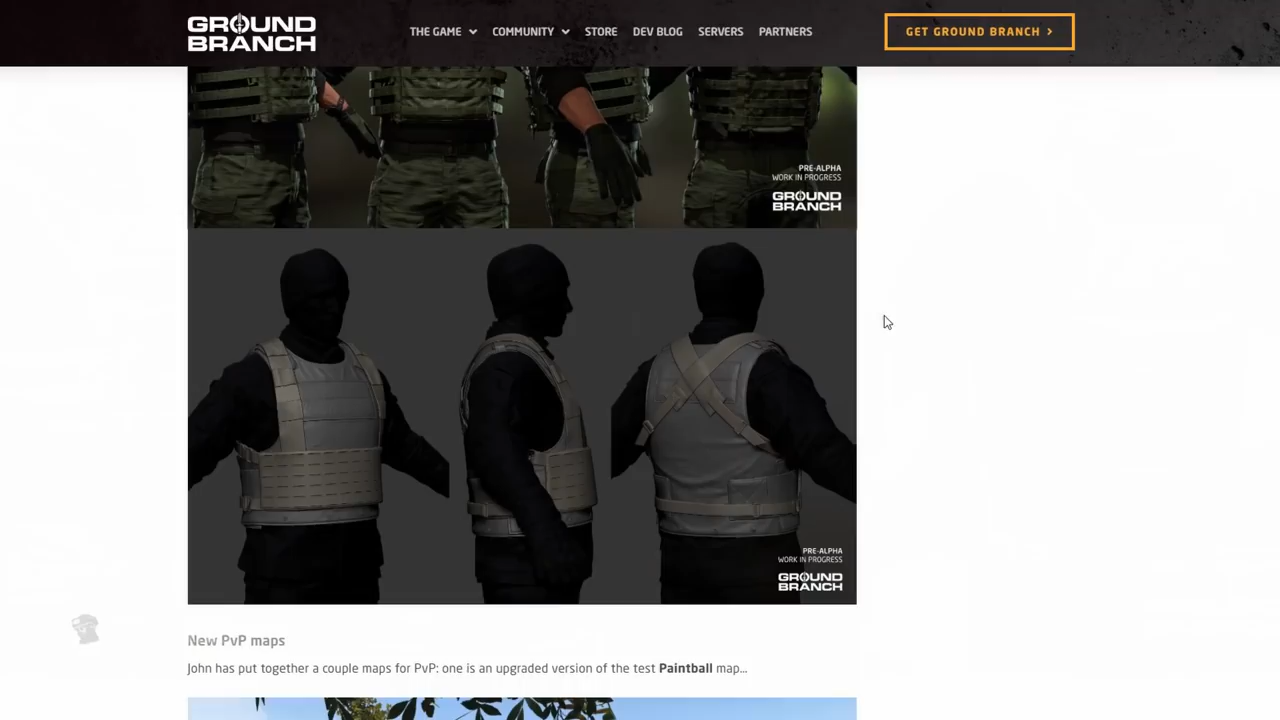 GROUND
BRANCH
THE GAME
COMMUNITY
STORE
DEV BLOG
SERVERS
PARTNERS
GET GROUND BRANCH >
PRE-ALPHA
WORK IN PROGRESS
GROUND
BRANCH
PRE-ALPHA
WORK IN PROGRESS
GROUND
BRANCH
New PvP maps
John has put together a couple maps for PvP: one is an upgraded version of the test Paintball map...